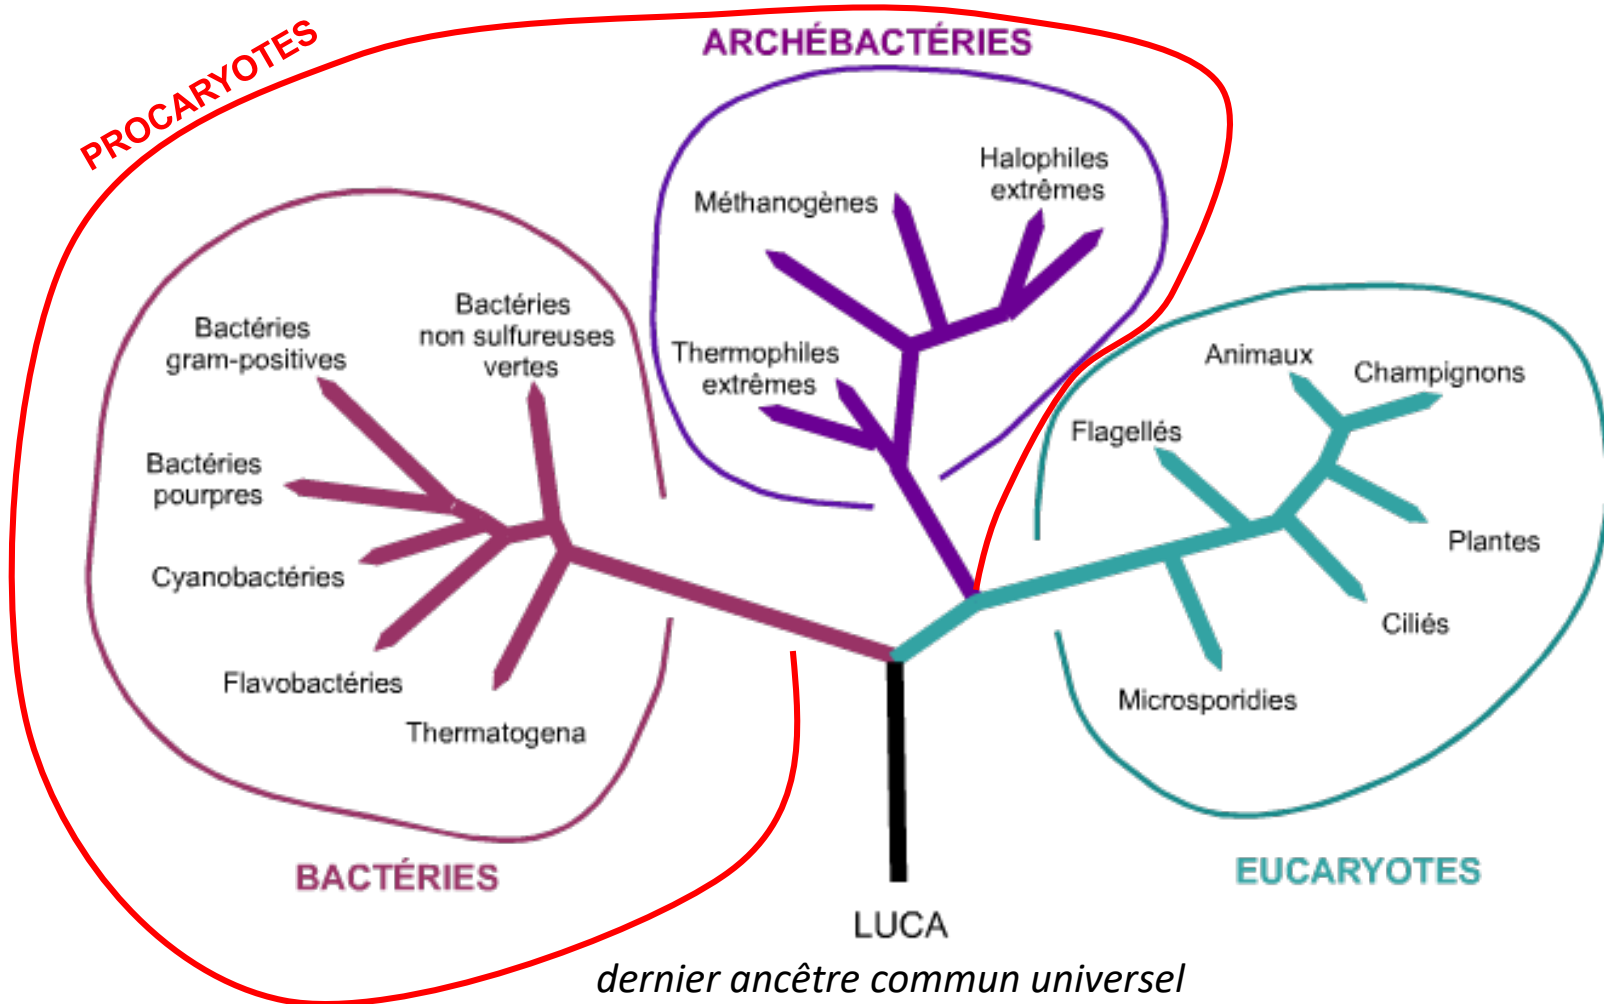 PROCARYOTES
ARCHÉBACTÉRIES
Halophiles
extrêmes
Méthanogènes
Thermophiles
extrêmes
Bactéries
non sulfureuses
vertes
Bactéries
gram-positives
Bactéries
pourpres
Cyanobactéries
Flavobactéries
Thermatogena
BACTÉRIES
Animaux
Champignons
Flagellés
Plantes
Ciliés
Microsporidies
EUCARYOTES
LUCA
dernier ancêtre commun universel